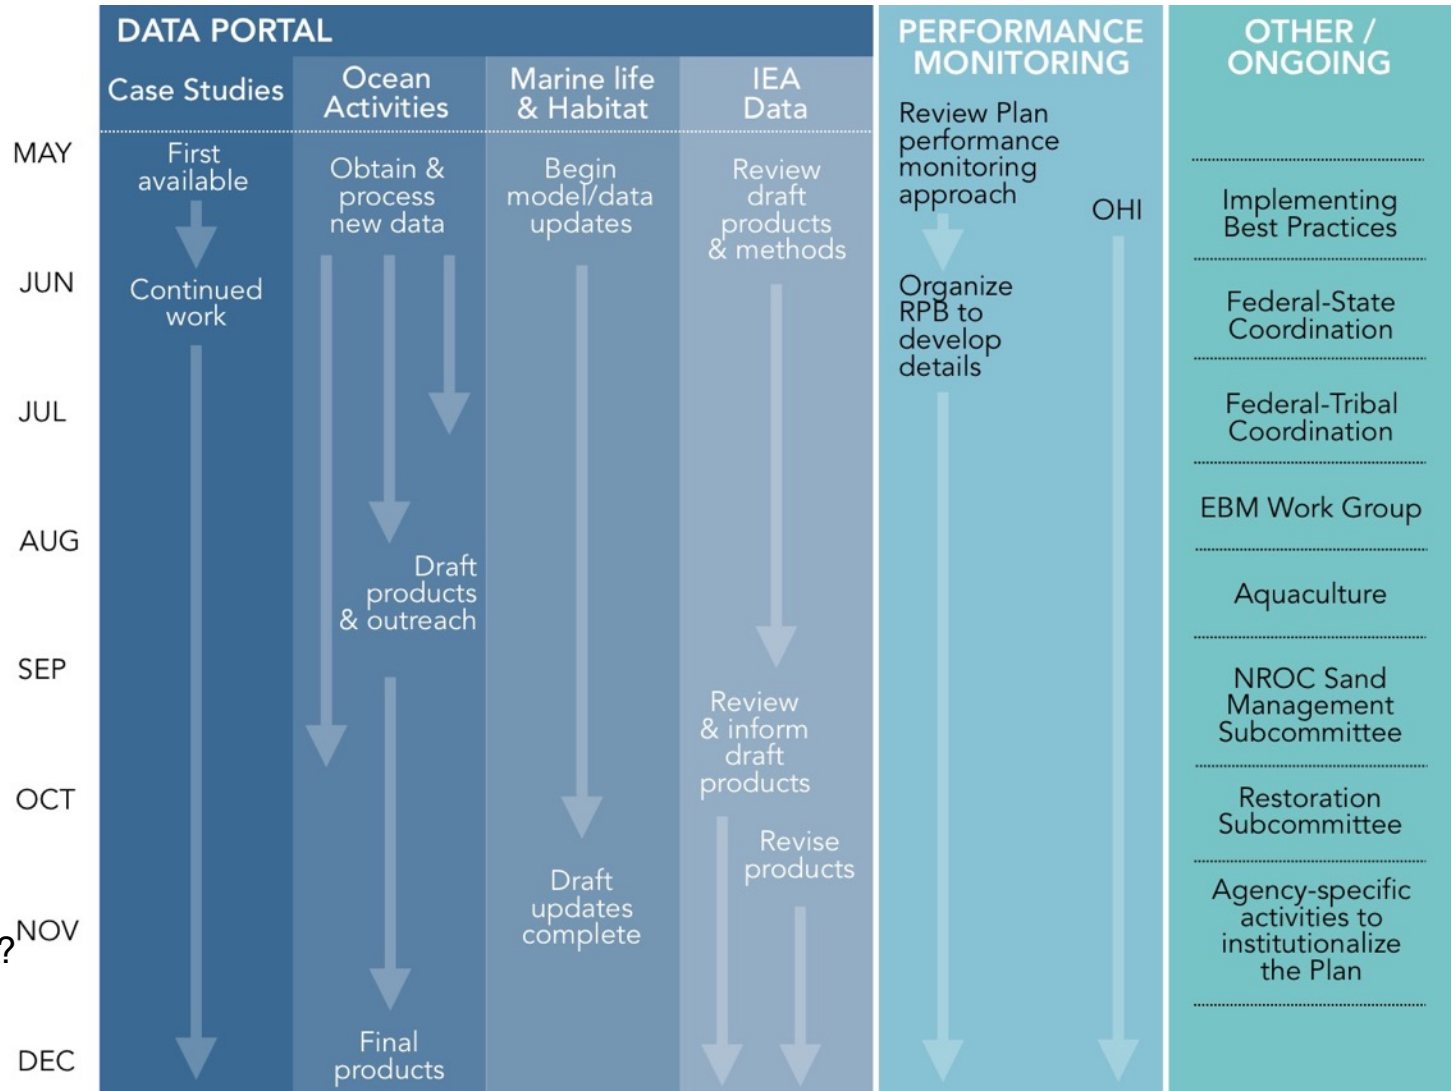 DATA PORTAL
Case Studies
Ocean
Activities
Marine life
& Habitat
IEA
Data
PERFORMANCE
MONITORING
OTHER /
ONGOING
MAY
JUN
JUL
AUG
SEP
OCT
?
NOV
DEC
First
available
Continued
work
Obtain &
process
new data
Draft
products
& outreach
Final
products
Begin
model/data
updates
Draft
updates
complete
Review
draft
products
& methods
Review
& inform
draft
products
Revise
products
Review Plan
performance
monitoring
approach
OHI
Organize
RPB to
develop
details
Implementing
Best Practices
Federal-State
Coordination
Federal-Tribal
Coordination
EBM Work Group
Aquaculture
NROC Sand
Management
Subcommittee
Restoration
Subcommittee
Agency-specific
activities to
institutionalize
the Plan